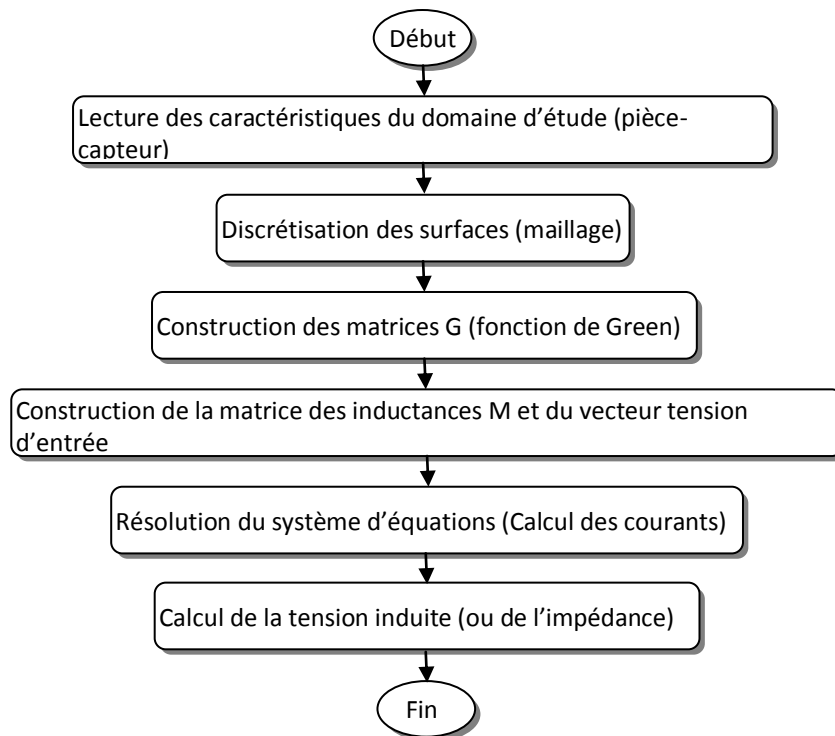 Début
Lecture des caractéristiques du domaine d’étude (pièce-
capteur)
Discrétisation des surfaces (maillage)
Construction des matrices G (fonction de Green)
Construction de la matrice des inductances M et du vecteur tension
d’entrée
Résolution du système d’équations (Calcul des courants)
Calcul de la tension induite (ou de l’impédance)
Fin